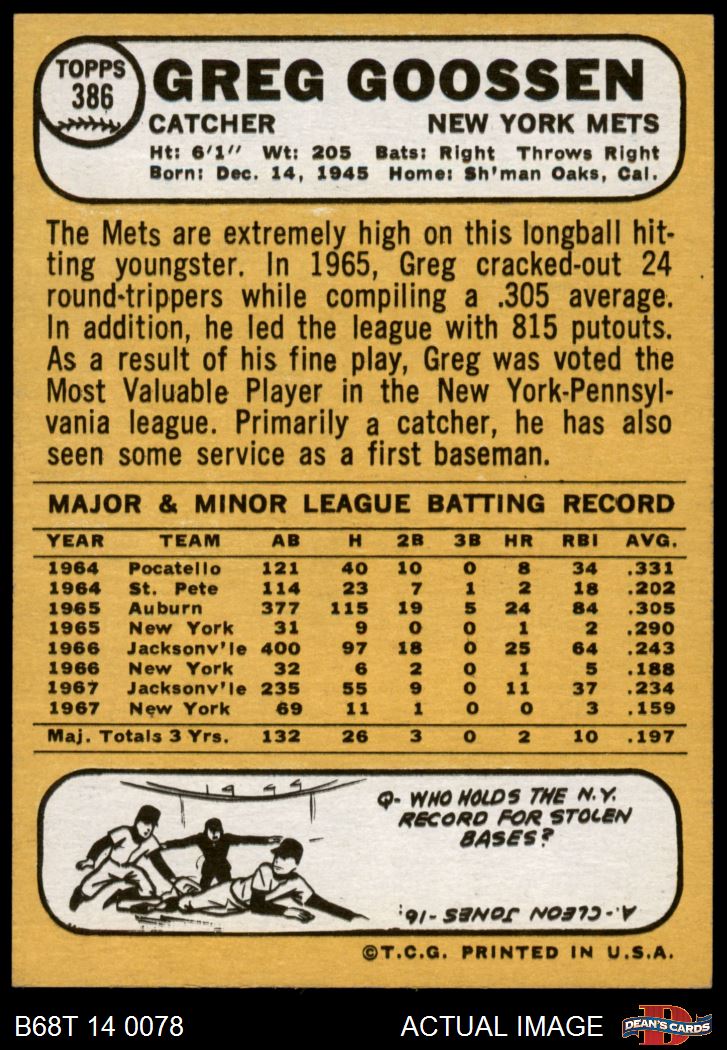 TOPPS
386
GREG GOOSSEN
CATCHER NEW YORK METS
Ht: 6'1" Wt: 205 Bats: Right Throws Right
Born: Dec. 14, 1945 Home: Sh'man Oaks, Cal.
The Mets are extremely high on this longball hit-
ting youngster. In 1965, Greg cracked-out 24
round-trippers while compiling a .305 average.
In addition, he led the league with 815 putouts.
As a result of his fine play, Greg was voted the
Most Valuable Player in the New York-Pennsyl-
vania league. Primarily a catcher, he has also
seen some service as a first baseman.
MAJOR & MINOR LEAGUE BATTING RECORD
YEAR TEAM AB H 2B 3B HR RBI AVG.
1964 Pocatello 121 40 10 0 8 34 .331
1964 St. Pete 114 23 7 1 2 18 .202
1965 Auburn 377 115 19 5 24 84 .305
1965 New York 31 9 0 0 1 2 .290
1966 Jacksonv'le 400 97 18 0 25 64 .243
1966 New York 32 6 2 0 1 5 .188
1967 Jacksonv'le 235 55 9 0 11 37 .234
1967 New York 69 11 1 0 0 3 .159
Maj. Totals 3 Yrs. 132 26 3 0 2 10 .197
Q- WHO HOLDS THE N.Y.
RECORD FOR STOLEN
BASES?
A.-CLEON JONES-16.
©T.C.G. PRINTED IN U.S.A.
B68T 14 0078 ACTUAL IMAGE
D
DEAN'S CARDS